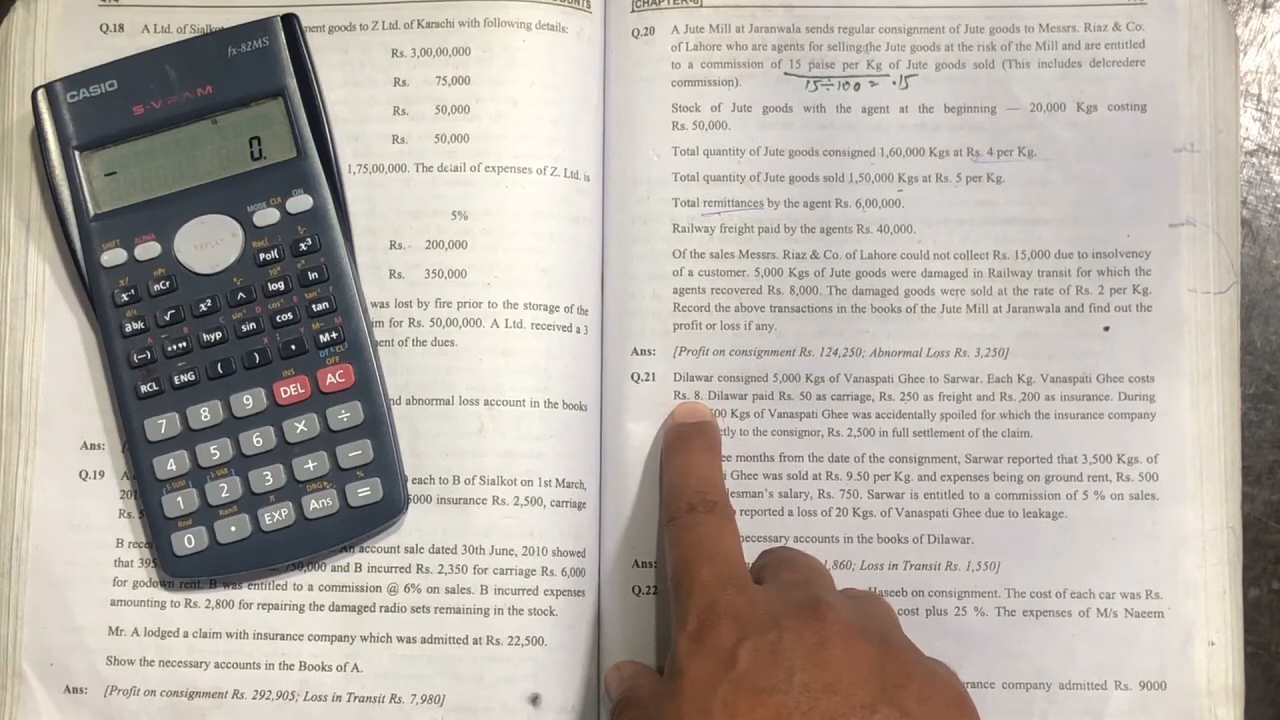 [CHAPTER-6]
Q.18 A Ltd. of ment goods to Z Ltd. of Karachi with following details:
Rs. 3,00,00,000
Rs. 75,000
Rs. 50,000
Rs. 50,000
1,75,00,000. The detail of expenses of Z. Ltd. is
5%
Rs. 200,000
Rs. 350,000
was lost by fire prior to the storage of the
im for Rs. 50,00,000. A Ltd. received a 3
ent of the dues.
nd abnormal loss account in the books
Ans:
Q.19 A each to B of Sialkot on 1st March,
201 5000 insurance Rs. 2,500, carriage
Rs. 5
B rece An account sale dated 30th June, 2010 showed
that 395 750,000 and B incurred Rs. 2,350 for carriage Rs. 6,000
for godown rent. B was entitled to a commission @ 6% on sales. B incurred expenses
amounting to Rs. 2,800 for repairing the damaged radio sets remaining in the stock.
Mr. A lodged a claim with insurance company which was admitted at Rs. 22,500.
Show the necessary accounts in the Books of A.
Ans: [Profit on consignment Rs. 292,905; Loss in Transit Rs. 7,980]
CASIO
fx-82MS
S-V.P.A.M.
0.
MODE CLR ON
SHIFT ALPHA REPLAY
Pol( x³
x⁻¹ nCr log ln
ab/c √ x² ^
(−) °'" hyp sin cos tan
RCL ENG ( ) , M+
7 8 9 DEL AC
4 5 6 × ÷
1 2 3 + −
0 . EXP Ans =
Q.20 A Jute Mill at Jaranwala sends regular consignment of Jute goods to Messrs. Riaz & Co.
of Lahore who are agents for selling the Jute goods at the risk of the Mill and are entitled
to a commission of 15 paise per Kg of Jute goods sold (This includes delcredere
commission). 15÷100 = .15
Stock of Jute goods with the agent at the beginning — 20,000 Kgs costing
Rs. 50,000.
Total quantity of Jute goods consigned 1,60,000 Kgs at Rs. 4 per Kg.
Total quantity of Jute goods sold 1,50,000 Kgs at Rs. 5 per Kg.
Total remittances by the agent Rs. 6,00,000.
Railway freight paid by the agents Rs. 40,000.
Of the sales Messrs. Riaz & Co. of Lahore could not collect Rs. 15,000 due to insolvency
of a customer. 5,000 Kgs of Jute goods were damaged in Railway transit for which the
agents recovered Rs. 8,000. The damaged goods were sold at the rate of Rs. 2 per Kg.
Record the above transactions in the books of the Jute Mill at Jaranwala and find out the
profit or loss if any.
Ans: [Profit on consignment Rs. 124,250; Abnormal Loss Rs. 3,250]
Q.21 Dilawar consigned 5,000 Kgs of Vanaspati Ghee to Sarwar. Each Kg. Vanaspati Ghee costs
Rs. 8. Dilawar paid Rs. 50 as carriage, Rs. 250 as freight and Rs. 200 as insurance. During
00 Kgs of Vanaspati Ghee was accidentally spoiled for which the insurance company
ctly to the consignor, Rs. 2,500 in full settlement of the claim.
ee months from the date of the consignment, Sarwar reported that 3,500 Kgs. of
i Ghee was sold at Rs. 9.50 per Kg. and expenses being on ground rent, Rs. 500
lesman's salary, Rs. 750. Sarwar is entitled to a commission of 5 % on sales.
reported a loss of 20 Kgs. of Vanaspati Ghee due to leakage.
necessary accounts in the books of Dilawar.
Ans: 1,860; Loss in Transit Rs. 1,550]
Q.22 Haseeb on consignment. The cost of each car was Rs.
cost plus 25 %. The expenses of M/s Naeem
rance company admitted Rs. 9000